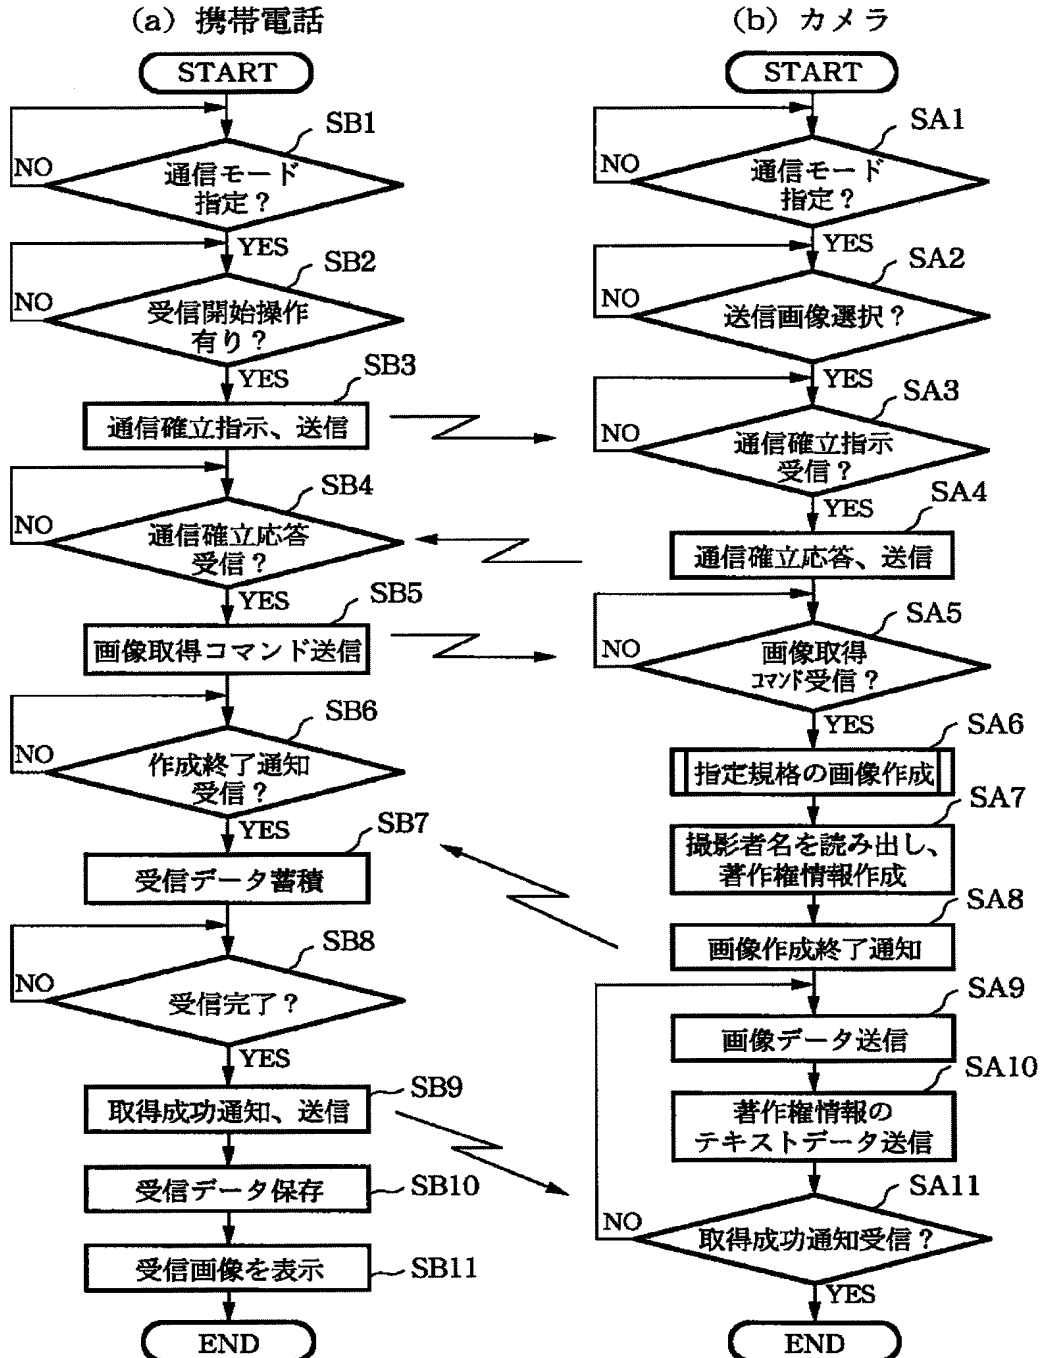 (a) 携帯電話
START
SB1
NO
通信モード
指定?
YES
SB2
NO
受信開始操作
有り?
YES
SB3
通信確立指示、送信
SB4
NO
通信確立応答
受信?
YES
SB5
画像取得コマンド送信
SB6
NO
作成終了通知
受信?
YES
SB7
受信データ蓄積
SB8
NO
受信完了?
YES
取得成功通知、送信
SB9
受信データ保存
SB10
受信画像を表示
SB11
END
(b) カメラ
START
SA1
NO
通信モード
指定?
YES
SA2
NO
送信画像選択?
YES
SA3
NO
通信確立指示
受信?
YES
SA4
通信確立応答、送信
SA5
NO
画像取得
コマンド受信?
YES
SA6
指定規格の画像作成
SA7
撮影者名を読み出し、
著作権情報作成
SA8
画像作成終了通知
SA9
画像データ送信
SA10
著作権情報の
テキストデータ送信
SA11
NO
取得成功通知受信?
YES
END